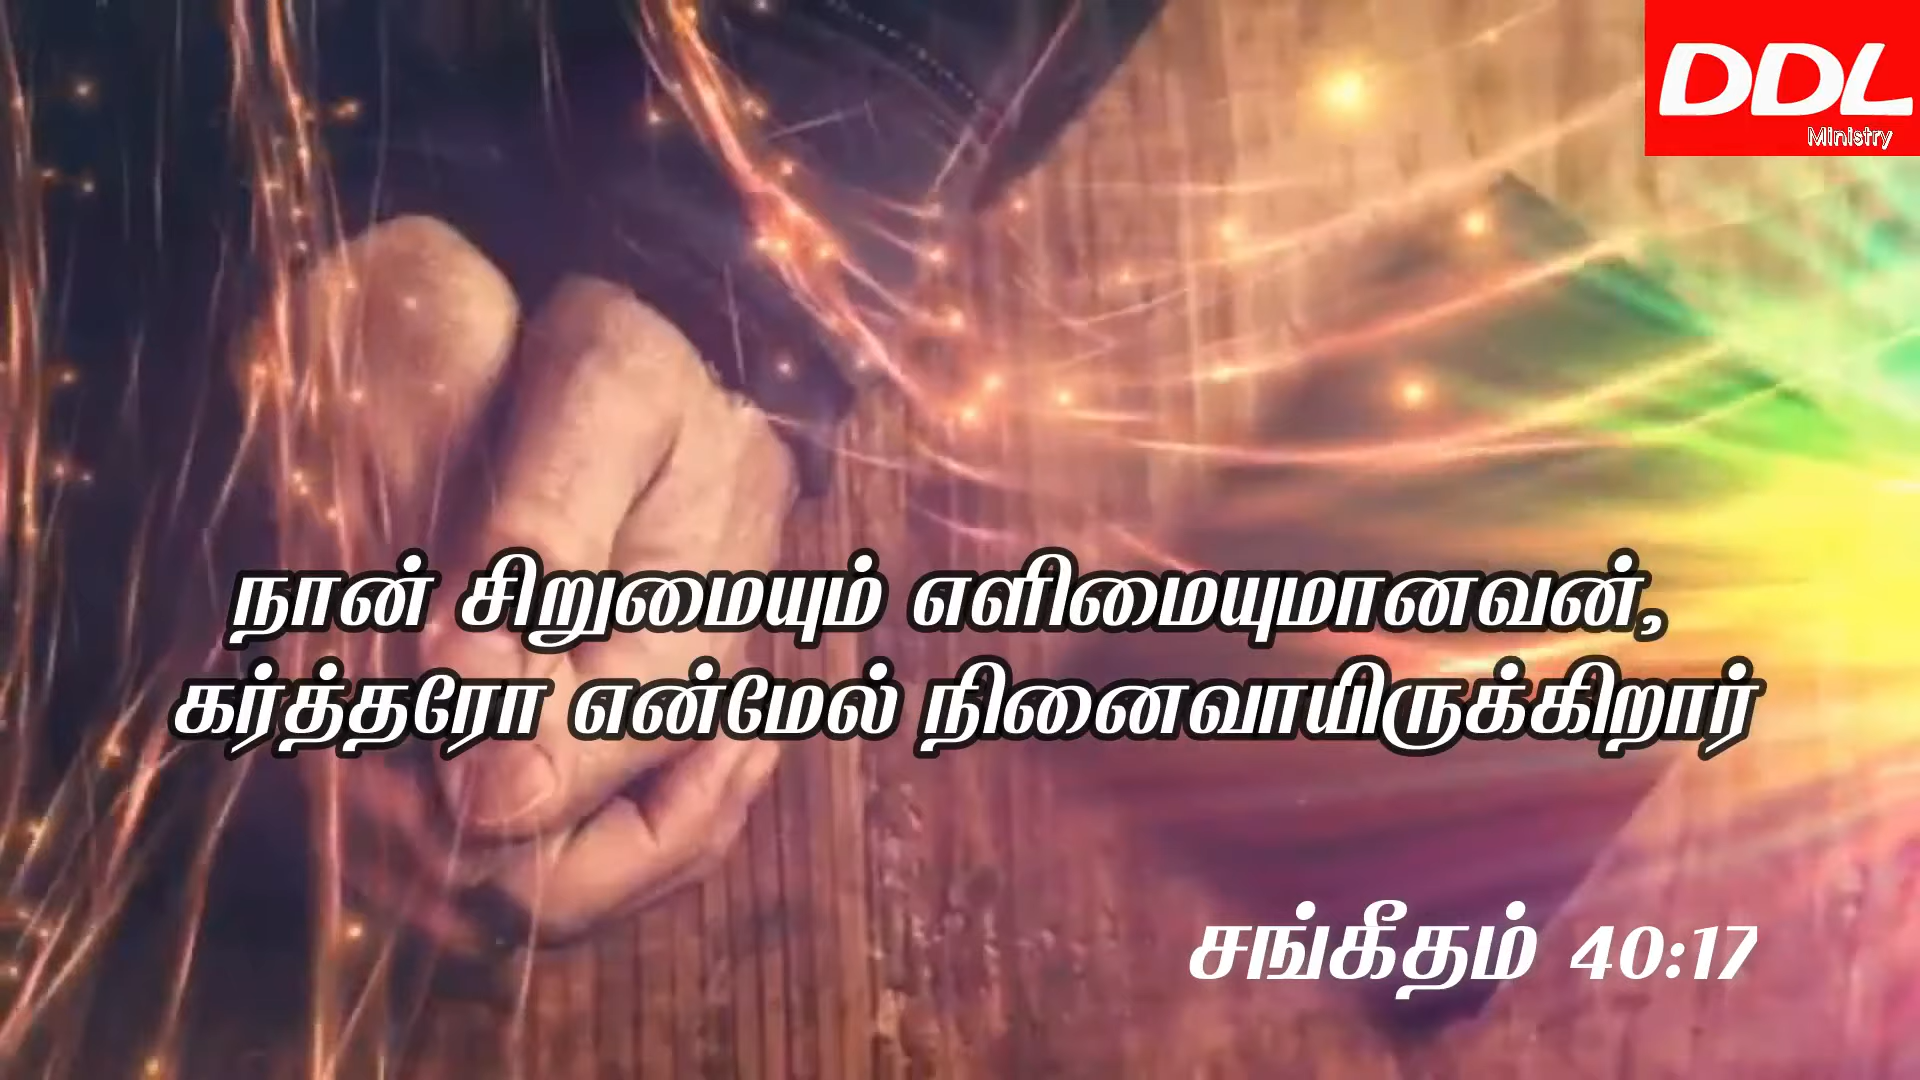 DDL
Ministry
நான் சிறுமையும் எளிமையுமானவன்,
கர்த்தரோ என்மேல் நினைவாயிருக்கிறார்
சங்கீதம் 40:17